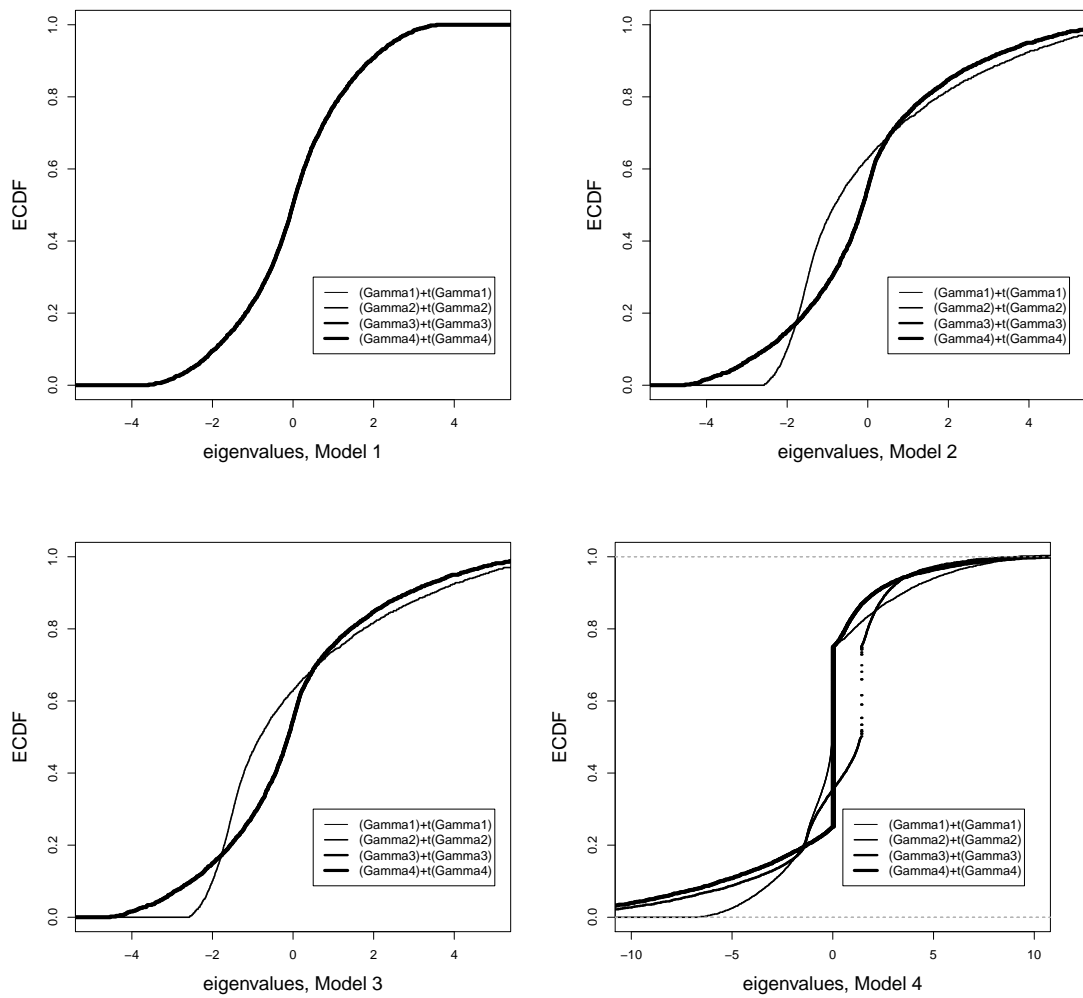 ECDF
1.0
0.8
0.6
0.4
0.2
0.0
(Gamma1)+t(Gamma1)
(Gamma2)+t(Gamma2)
(Gamma3)+t(Gamma3)
(Gamma4)+t(Gamma4)
−4 −2 0 2 4
eigenvalues, Model 1
ECDF
1.0
0.8
0.6
0.4
0.2
0.0
(Gamma1)+t(Gamma1)
(Gamma2)+t(Gamma2)
(Gamma3)+t(Gamma3)
(Gamma4)+t(Gamma4)
−4 −2 0 2 4
eigenvalues, Model 2
ECDF
1.0
0.8
0.6
0.4
0.2
0.0
(Gamma1)+t(Gamma1)
(Gamma2)+t(Gamma2)
(Gamma3)+t(Gamma3)
(Gamma4)+t(Gamma4)
−4 −2 0 2 4
eigenvalues, Model 3
ECDF
1.0
0.8
0.6
0.4
0.2
0.0
(Gamma1)+t(Gamma1)
(Gamma2)+t(Gamma2)
(Gamma3)+t(Gamma3)
(Gamma4)+t(Gamma4)
−10 −5 0 5 10
eigenvalues, Model 4